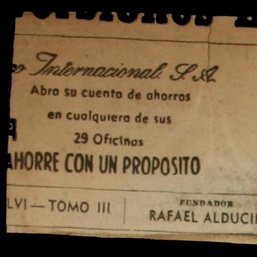 o Internacional, S.A.
Abra su cuenta de ahorros
en cualquiera de sus
29 Oficinas
AHORRE CON UN PROPOSITO
LVI — TOMO III
FUNDADOR
RAFAEL ALDUCI